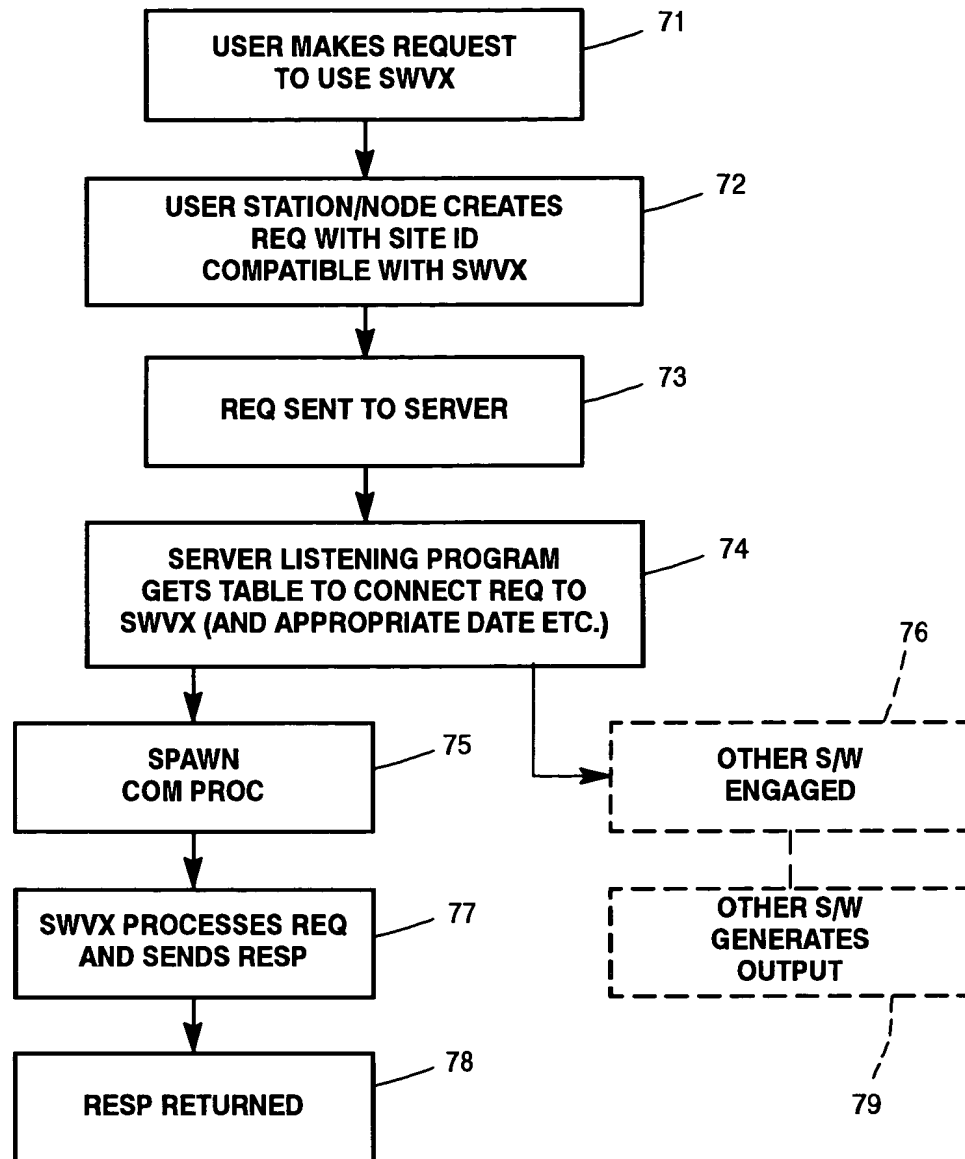 71
USER MAKES REQUEST
TO USE SWVX
72
USER STATION/NODE CREATES
REQ WITH SITE ID
COMPATIBLE WITH SWVX
73
REQ SENT TO SERVER
74
SERVER LISTENING PROGRAM
GETS TABLE TO CONNECT REQ TO
SWVX (AND APPROPRIATE DATE ETC.)
75
SPAWN
COM PROC
76
OTHER S/W
ENGAGED
77
SWVX PROCESSES REQ
AND SENDS RESP
OTHER S/W
GENERATES
OUTPUT
78
RESP RETURNED
79